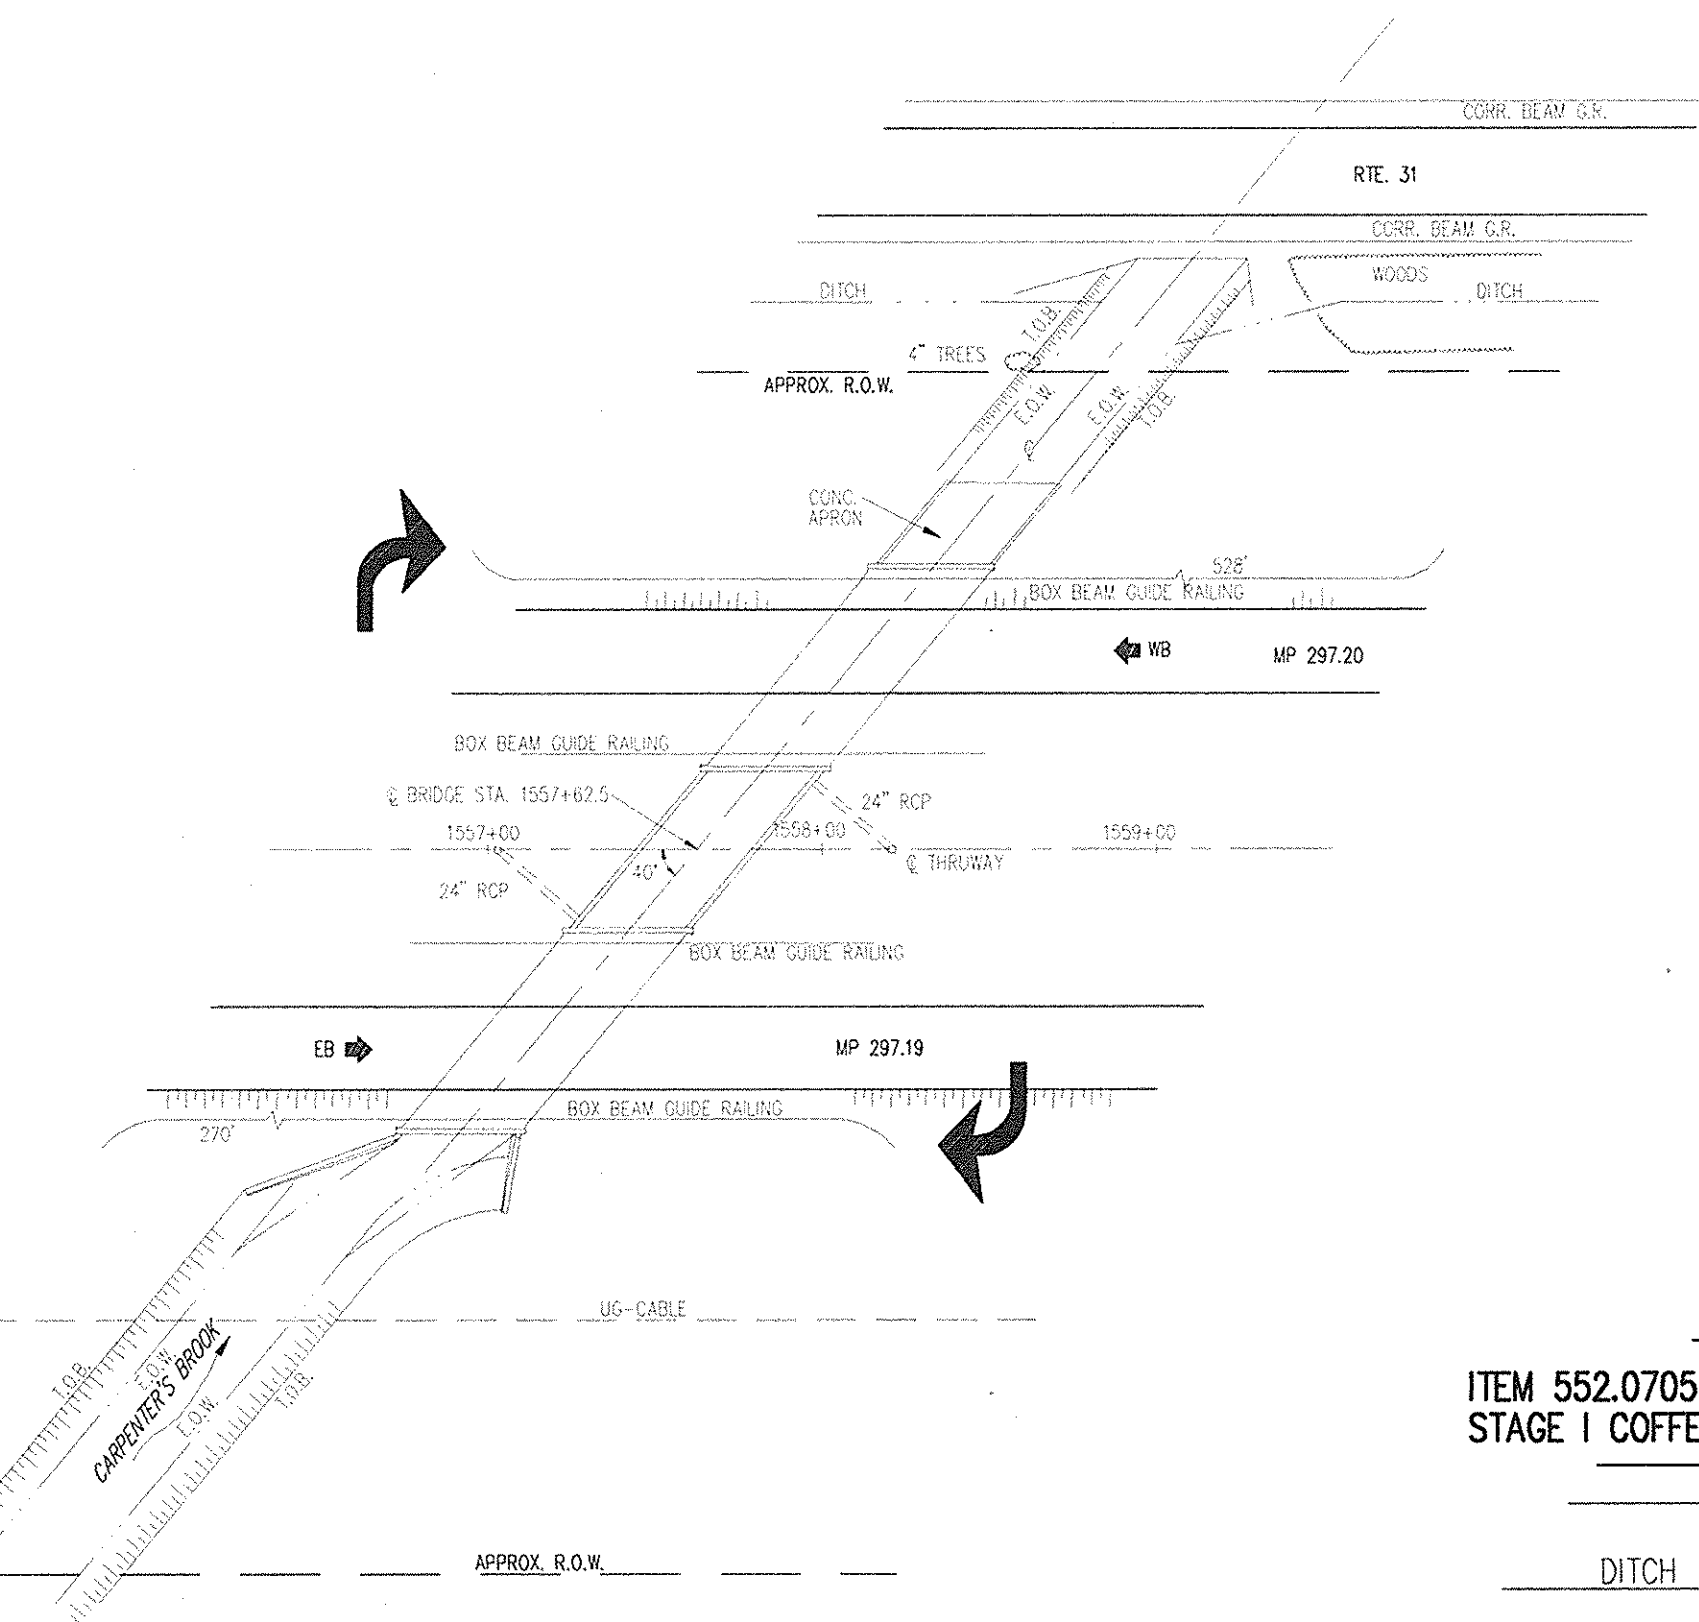 CORR. BEAM G.R.
RTE. 31
CORR. BEAM G.R.
WOODS
DITCH
DITCH
T.O.B.
4" TREES
APPROX. R.O.W.
E.O.W.
E.O.W.
T.O.B.
℄
CONC.
APRON
528'
BOX BEAM GUIDE RAILING
WB
MP 297.20
BOX BEAM GUIDE RAILING
℄ BRIDGE STA. 1557+62.5
24" RCP
1557+00
1558+00
1559+00
℄ THRUWAY
40°
24" RCP
BOX BEAM GUIDE RAILING
EB
MP 297.19
BOX BEAM GUIDE RAILING
270'
UG-CABLE
T.O.B.
E.O.W.
CARPENTER'S BROOK
E.O.W.
T.O.B.
ITEM 552.0705
STAGE I COFFE
APPROX. R.O.W.
DITCH